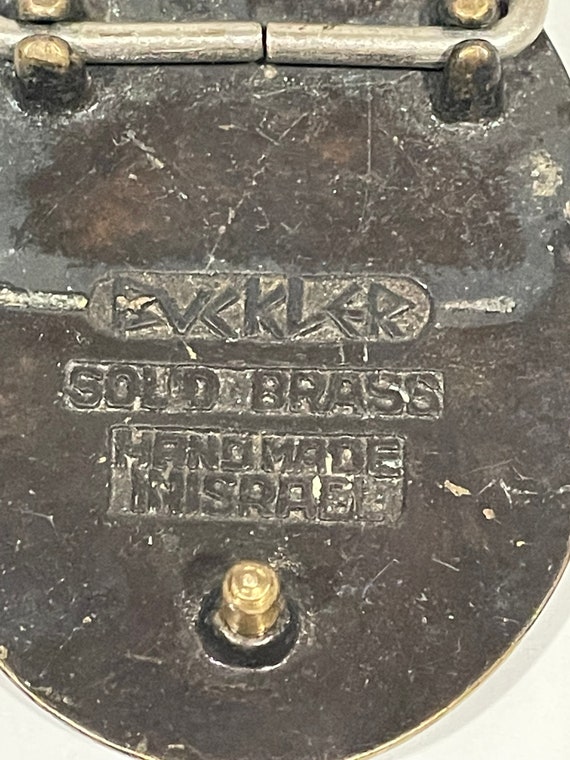 BUCKLER
SOLID BRASS
HANDMADE
IN ISRAEL